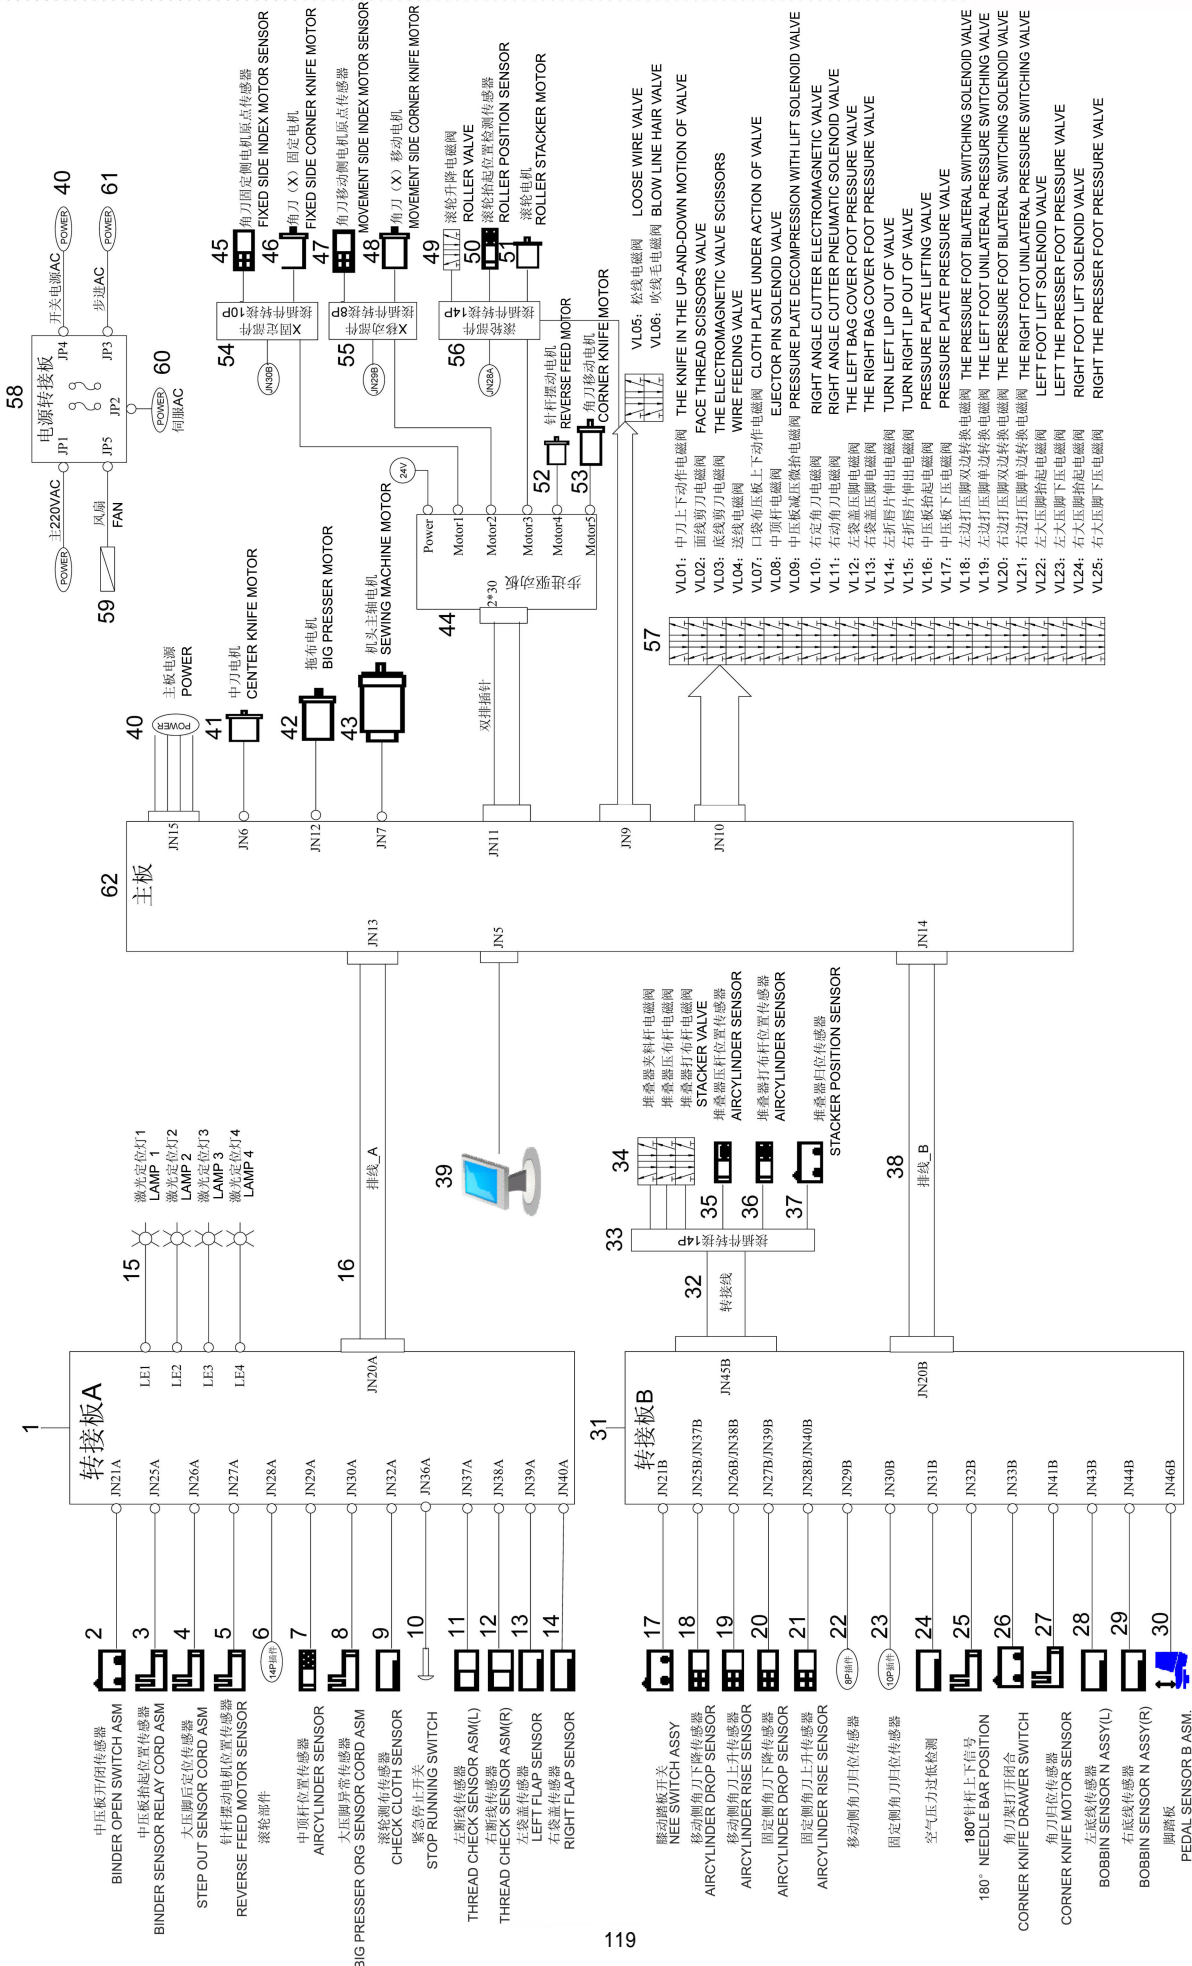 1
转接板A
JN21A
JN25A
JN26A
JN27A
JN28A
JN29A
JN30A
JN32A
JN36A
JN37A
JN38A
JN39A
JN40A
LE1
LE2
LE3
LE4
JN20A
2
中压板开/闭传感器
BINDER OPEN SWITCH ASM
3
中压板抬起位置传感器
BINDER SENSOR RELAY CORD ASM
4
大压脚后定位传感器
STEP OUT SENSOR CORD ASM
5
针杆摆动电机位置传感器
REVERSE FEED MOTOR SENSOR
6
14P插件
滚轮部件
7
中顶杆位置传感器
AIRCYLINDER SENSOR
8
大压脚异常传感器
BIG PRESSER ORG SENSOR CORD ASM
9
滚轮测布传感器
CHECK CLOTH SENSOR
10
紧急停止开关
STOP RUNNING SWITCH
11
左断线传感器
THREAD CHECK SENSOR ASM(L)
12
右断线传感器
THREAD CHECK SENSOR ASM(R)
13
左袋盖传感器
LEFT FLAP SENSOR
14
右袋盖传感器
RIGHT FLAP SENSOR
15
激光定位灯1
LAMP 1
激光定位灯2
LAMP 2
激光定位灯3
LAMP 3
激光定位灯4
LAMP 4
16
排线_A
31
转接板B
JN21B
JN25B/JN37B
JN26B/JN38B
JN27B/JN39B
JN28B/JN40B
JN29B
JN30B
JN31B
JN32B
JN33B
JN41B
JN43B
JN44B
JN46B
JN45B
JN20B
17
膝动踏板开关
NEE SWITCH ASSY
18
移动侧角刀下降传感器
AIRCYLINDER DROP SENSOR
19
移动侧角刀上升传感器
AIRCYLINDER RISE SENSOR
20
固定侧角刀下降传感器
AIRCYLINDER DROP SENSOR
21
固定侧角刀上升传感器
AIRCYLINDER RISE SENSOR
22
8P插件
移动侧角刀归位传感器
23
10P插件
固定侧角刀归位传感器
24
空气压力过低检测
25
180°针杆上下信号
180° NEEDLE BAR POSITION
26
角刀架打开闭合
CORNER KNIFE DRAWER SWITCH
27
角刀归位传感器
CORNER KNIFE MOTOR SENSOR
28
左底线传感器
BOBBIN SENSOR N ASSY(L)
29
右底线传感器
BOBBIN SENSOR N ASSY(R)
30
脚踏板
PEDAL SENSOR B ASM.
32
转接线
33
接插件转接14P
34
堆叠器夹料杆电磁阀
堆叠器压布杆电磁阀
堆叠器打布杆电磁阀
STACKER VALVE
35
堆叠器压杆位置传感器
AIRCYLINDER SENSOR
36
堆叠器打布杆位置传感器
AIRCYLINDER SENSOR
37
堆叠器归位传感器
STACKER POSITION SENSOR
38
排线_B
39
62
主板
JN13
JN5
JN14
JN15
JN6
JN12
JN7
JN11
JN9
JN10
40
POWER
主板电源
POWER
41
中刀电机
CENTER KNIFE MOTOR
42
拖布电机
BIG PRESSER MOTOR
43
机头主轴电机
SEWING MACHINE MOTOR
双排插针
44
2*30
步进驱动板
Power
Motor1
Motor2
Motor3
Motor4
Motor5
24V
58
电源转接板
JP1
JP5
JP2
JP4
JP3
POWER
主220VAC
59
风扇
FAN
POWER
60
伺服AC
开关电源AC
POWER
40
步进AC
POWER
61
54
X固定部件
接插件转接10P
JN30B
45
角刀固定侧电机原点传感器
FIXED SIDE INDEX MOTOR SENSOR
46
角刀（X）固定电机
FIXED SIDE CORNER KNIFE MOTOR
55
X移动部件
接插件转接8P
JN29B
47
角刀移动侧电机原点传感器
MOVEMENT SIDE INDEX MOTOR SENSOR
48
角刀（X）移动电机
MOVEMENT SIDE CORNER KNIFE MOTOR
56
滚轮部件
接插件转接14P
JN28A
49
滚轮升降电磁阀
ROLLER VALVE
50
滚轮抬起位置检测传感器
ROLLER POSITION SENSOR
51
滚轮电机
ROLLER STACKER MOTOR
52
针杆摆动电机
REVERSE FEED MOTOR
53
角刀移动电机
CORNER KNIFE MOTOR
VL05: 松线电磁阀 LOOSE WIRE VALVE
VL06: 吹线毛电磁阀 BLOW LINE HAIR VALVE
57
VL01: 中刀上下动作电磁阀 THE KNIFE IN THE UP-AND-DOWN MOTION OF VALVE
VL02: 面线剪刀电磁阀 FACE THREAD SCISSORS VALVE
VL03: 底线剪刀电磁阀 THE ELECTROMAGNETIC VALVE SCISSORS
VL04: 送线电磁阀 WIRE FEEDING VALVE
VL07: 口袋布压板上下动作电磁阀 CLOTH PLATE UNDER ACTION OF VALVE
VL08: 中顶杆电磁阀 EJECTOR PIN SOLENOID VALVE
VL09: 中压板减压微抬电磁阀 PRESSURE PLATE DECOMPRESSION WITH LIFT SOLENOID VALVE
VL10: 右定角刀电磁阀 RIGHT ANGLE CUTTER ELECTROMAGNETIC VALVE
VL11: 右动角刀电磁阀 RIGHT ANGLE CUTTER PNEUMATIC SOLENOID VALVE
VL12: 左袋盖压脚电磁阀 THE LEFT BAG COVER FOOT PRESSURE VALVE
VL13: 右袋盖压脚电磁阀 THE RIGHT BAG COVER FOOT PRESSURE VALVE
VL14: 左折唇片伸出电磁阀 TURN LEFT LIP OUT OF VALVE
VL15: 右折唇片伸出电磁阀 TURN RIGHT LIP OUT OF VALVE
VL16: 中压板抬起电磁阀 PRESSURE PLATE LIFTING VALVE
VL17: 中压板下压电磁阀 PRESSURE PLATE PRESSURE VALVE
VL18: 左边打压脚双边转换电磁阀 THE PRESSURE FOOT BILATERAL SWITCHING SOLENOID VALVE
VL19: 左边打压脚单边转换电磁阀 THE LEFT FOOT UNILATERAL PRESSURE SWITCHING VALVE
VL20: 右边打压脚双边转换电磁阀 THE PRESSURE FOOT BILATERAL SWITCHING SOLENOID VALVE
VL21: 右边打压脚单边转换电磁阀 THE RIGHT FOOT UNILATERAL PRESSURE SWITCHING VALVE
VL22: 左大压脚抬起电磁阀 LEFT FOOT LIFT SOLENOID VALVE
VL23: 左大压脚下压电磁阀 LEFT THE PRESSER FOOT PRESSURE VALVE
VL24: 右大压脚抬起电磁阀 RIGHT FOOT LIFT SOLENOID VALVE
VL25: 右大压脚下压电磁阀 RIGHT THE PRESSER FOOT PRESSURE VALVE
119